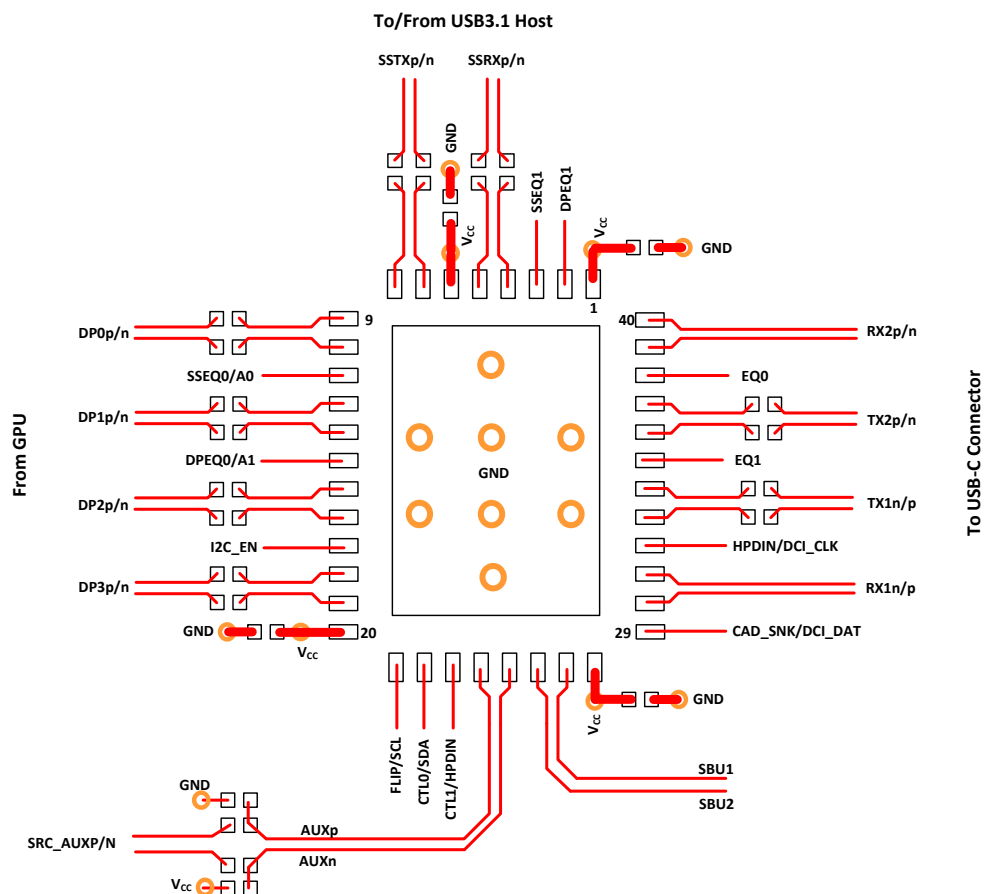 To/From USB3.1 Host
SSTXp/n
SSRXp/n
GND
SSEQ1
DPEQ1
VCC
VCC
GND
1
9
40
DP0p/n
RX2p/n
SSEQ0/A0
EQ0
DP1p/n
TX2p/n
DPEQ0/A1
EQ1
From GPU
GND
To USB-C Connector
DP2p/n
TX1n/p
I2C_EN
HPDIN/DCI_CLK
DP3p/n
RX1n/p
GND
20
29
CAD_SNK/DCI_DAT
VCC
GND
VCC
FLIP/SCL
CTL0/SDA
CTL1/HPDIN
SBU1
SBU2
GND
AUXp
SRC_AUXP/N
AUXn
VCC